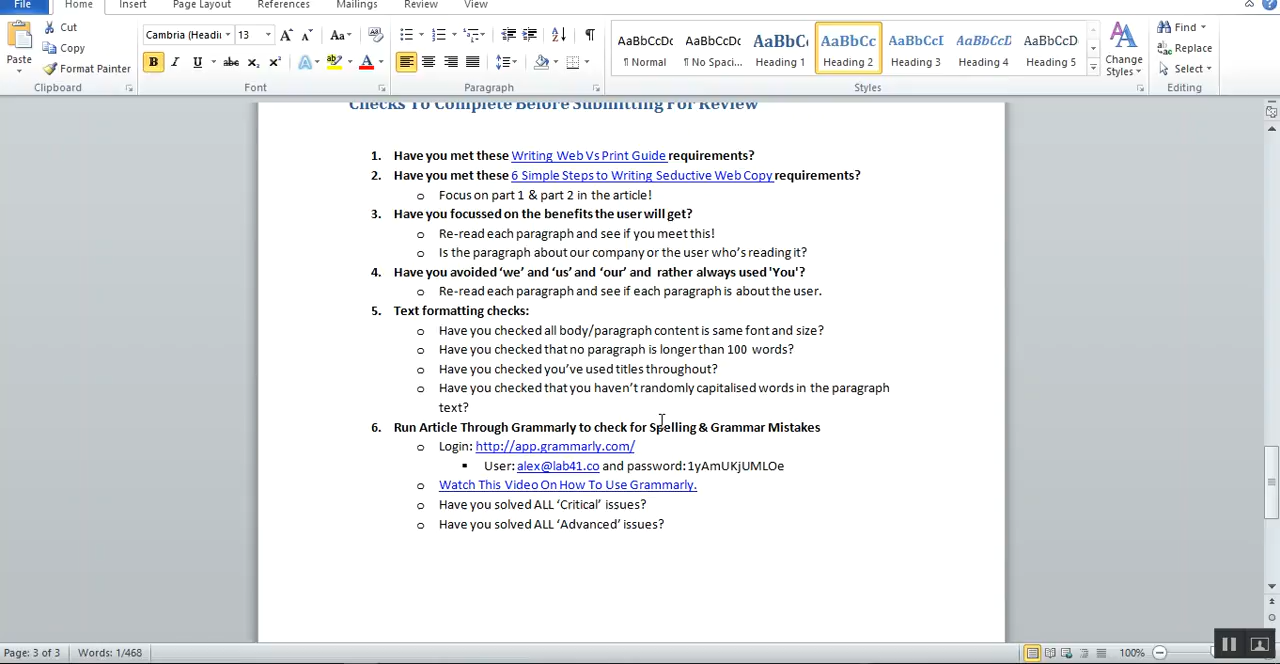 File Home Insert Page Layout References Mailings Review View
Cut
Copy
Format Painter
Paste
Cambria (Headin 13
Change Styles
Find
Replace
Select
AaBbCcDc AaBbCcDc AaBbC AaBbCc AaBbCcI AaBbCcD AaBbCcD
¶ Normal ¶ No Spaci... Heading 1 Heading 2 Heading 3 Heading 4 Heading 5
Clipboard Font Paragraph Styles Editing
Checks To Complete Before Submitting For Review
1. Have you met these Writing Web Vs Print Guide requirements?
2. Have you met these 6 Simple Steps to Writing Seductive Web Copy requirements?
o Focus on part 1 & part 2 in the article!
3. Have you focussed on the benefits the user will get?
o Re-read each paragraph and see if you meet this!
o Is the paragraph about our company or the user who's reading it?
4. Have you avoided 'we' and 'us' and 'our' and rather always used 'You'?
o Re-read each paragraph and see if each paragraph is about the user.
5. Text formatting checks:
o Have you checked all body/paragraph content is same font and size?
o Have you checked that no paragraph is longer than 100 words?
o Have you checked you've used titles throughout?
o Have you checked that you haven't randomly capitalised words in the paragraph
text?
6. Run Article Through Grammarly to check for Spelling & Grammar Mistakes
o Login: http://app.grammarly.com/
▪ User: alex@lab41.co and password: 1yAmUKjUMLOe
o Watch This Video On How To Use Grammarly.
o Have you solved ALL 'Critical' issues?
o Have you solved ALL 'Advanced' issues?
Page: 3 of 3 Words: 1/468 100%